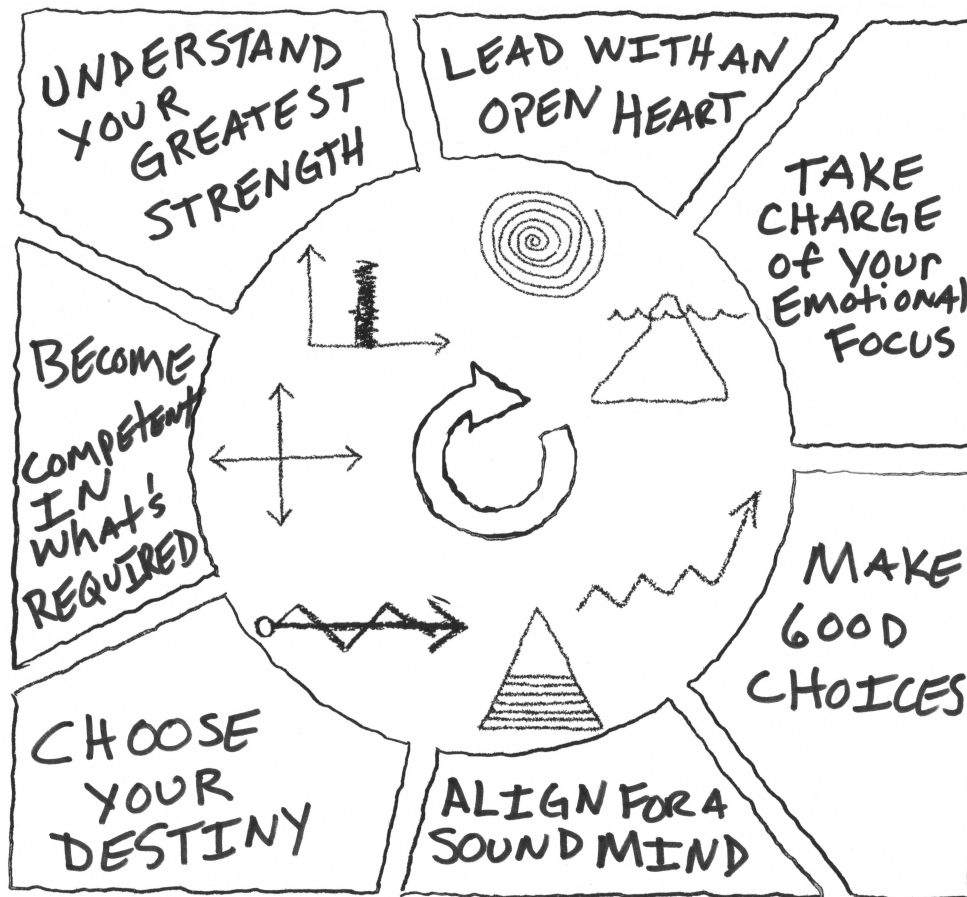 UNDERSTAND
YOUR
GREATEST
STRENGTH
LEAD WITH AN
OPEN HEART
TAKE
CHARGE
of YOUR
EmotionAl
FOCUS
MAKE
GOOD
CHOICES
ALIGN FOR A
SOUND MIND
CHOOSE
YOUR
DESTINY
BECOME
COMPETENT
IN
WHAT'S
REQUIRED